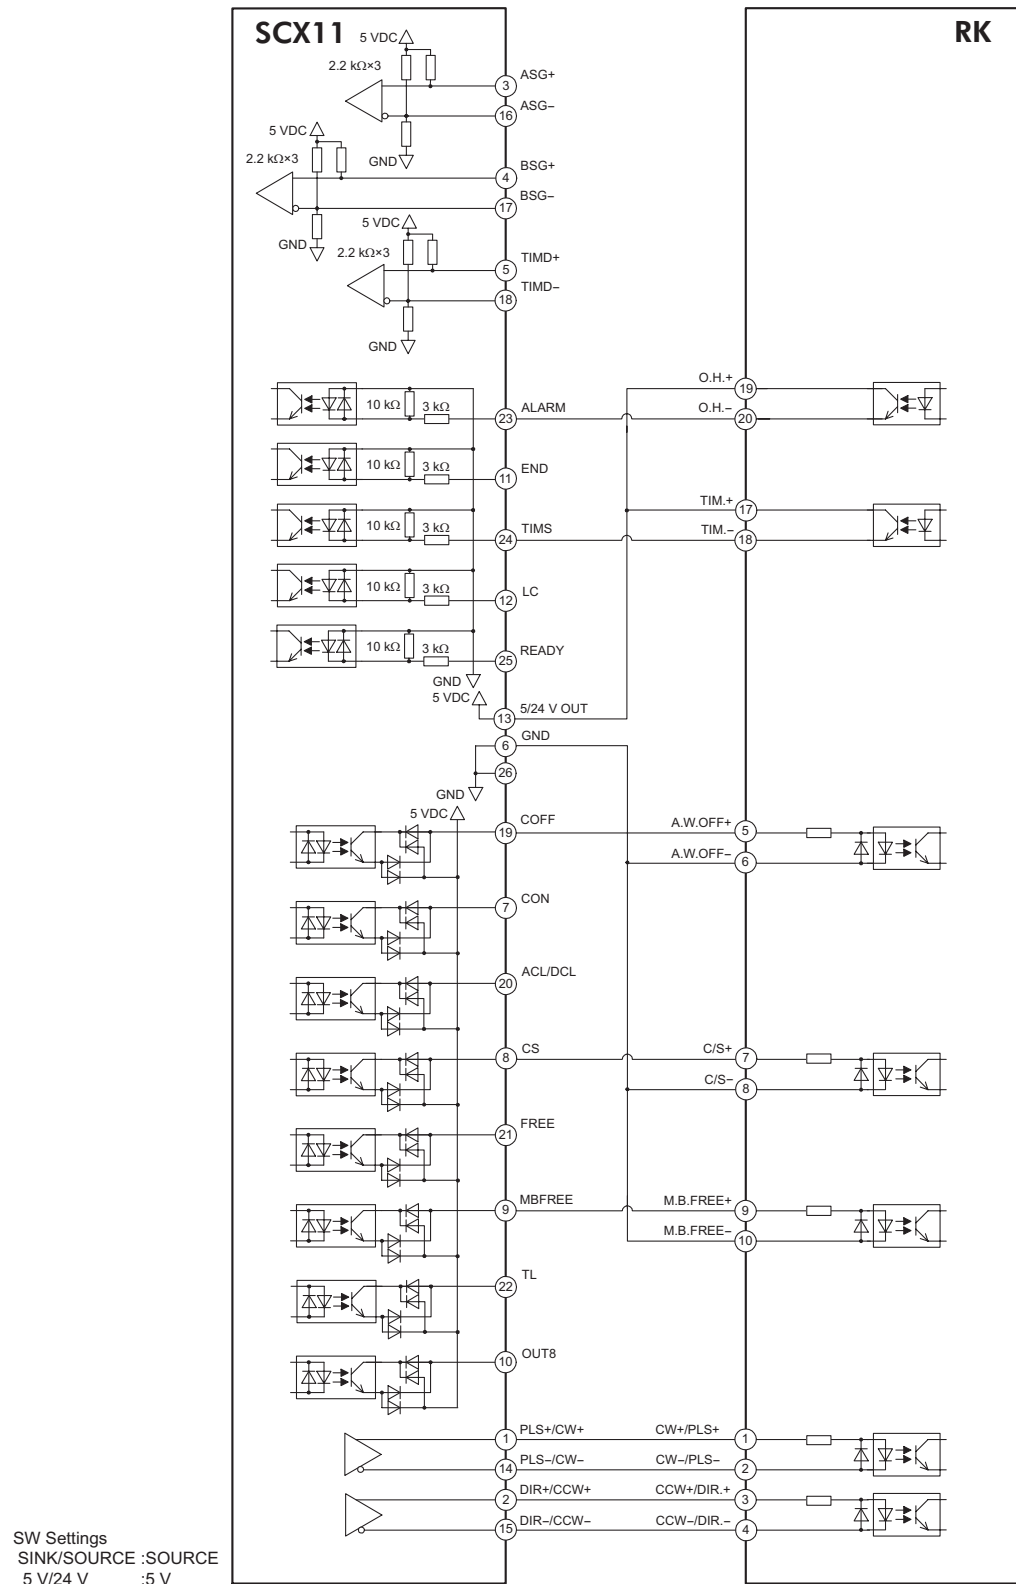 SCX11
RK
5 VDC
2.2 kΩ×3
3 ASG+
16 ASG−
GND
5 VDC
2.2 kΩ×3
4 BSG+
17 BSG−
GND
5 VDC
2.2 kΩ×3
5 TIMD+
18 TIMD−
GND
O.H.+ 19
10 kΩ 3 kΩ 23 ALARM O.H.− 20
10 kΩ 3 kΩ 11 END
TIM.+ 17
10 kΩ 3 kΩ 24 TIMS TIM.− 18
10 kΩ 3 kΩ 12 LC
10 kΩ 3 kΩ 25 READY
GND
5 VDC
13 5/24 V OUT
6 GND
26
GND
5 VDC
19 COFF A.W.OFF+ 5
A.W.OFF− 6
7 CON
20 ACL/DCL
8 CS C/S+ 7
C/S− 8
21 FREE
9 MBFREE M.B.FREE+ 9
M.B.FREE− 10
22 TL
10 OUT8
1 PLS+/CW+ CW+/PLS+ 1
14 PLS−/CW− CW−/PLS− 2
2 DIR+/CCW+ CCW+/DIR.+ 3
15 DIR−/CCW− CCW−/DIR.− 4
SW Settings
SINK/SOURCE :SOURCE
5 V/24 V :5 V